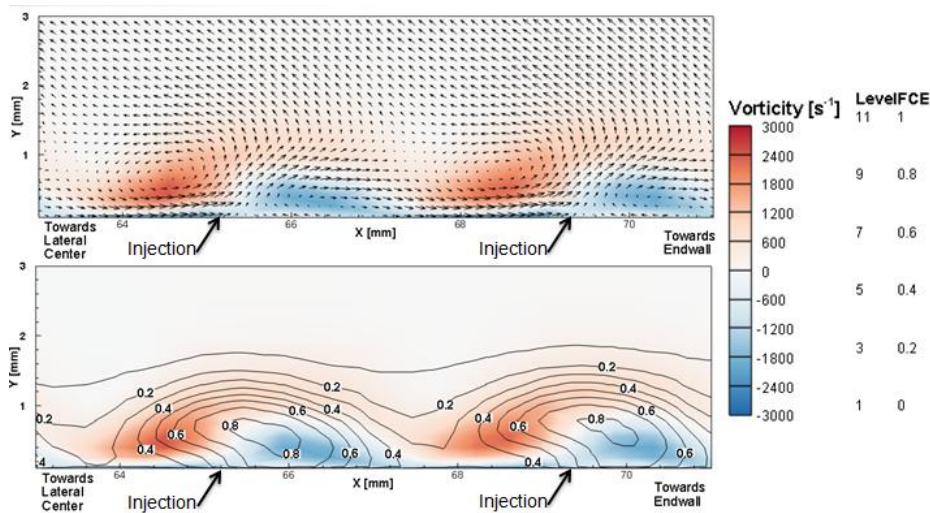 3
2
1
Y [mm]
64
66
68
70
X [mm]
Towards
Lateral
Center
Injection
Injection
Towards
Endwall
Vorticity [s⁻¹]
3000
2400
1800
1200
600
0
-600
-1200
-1800
-2400
-3000
LevelFCE
11 1
9 0.8
7 0.6
5 0.4
3 0.2
1 0
3
2
1
Y [mm]
0.2
0.2
0.2
0.2
0.2
0.4
0.6
0.4
0.8
0.6
0.4
0.8
0.6
0.4
0.4
0.6
0.4
0.8
0.4
0.6
0.6
.4
64
66
68
70
X [mm]
Towards
Lateral
Center
Injection
Injection
Towards
Endwall